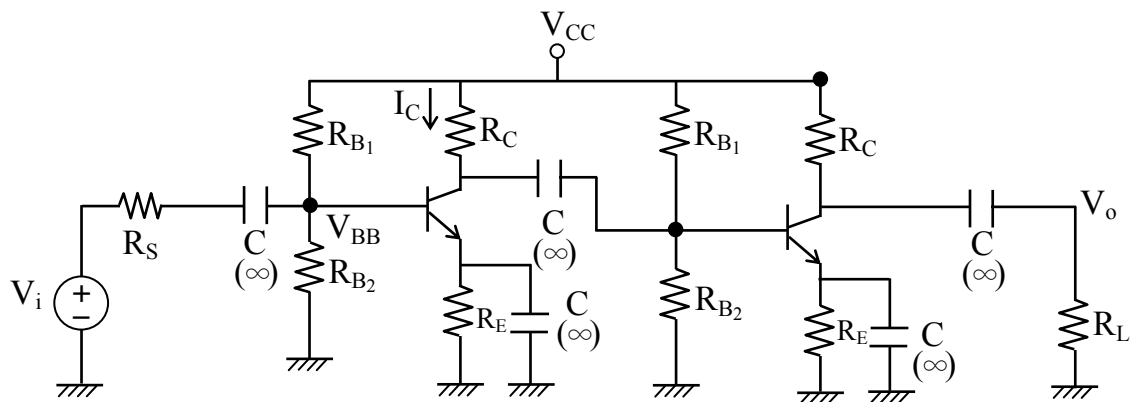 V_CC
I_C
R_C
R_B1
R_B1
R_C
R_S
C
(∞)
V_BB
R_B2
C
(∞)
V_o
C
(∞)
V_i
+
−
R_E
C
(∞)
R_B2
R_E
C
(∞)
R_L